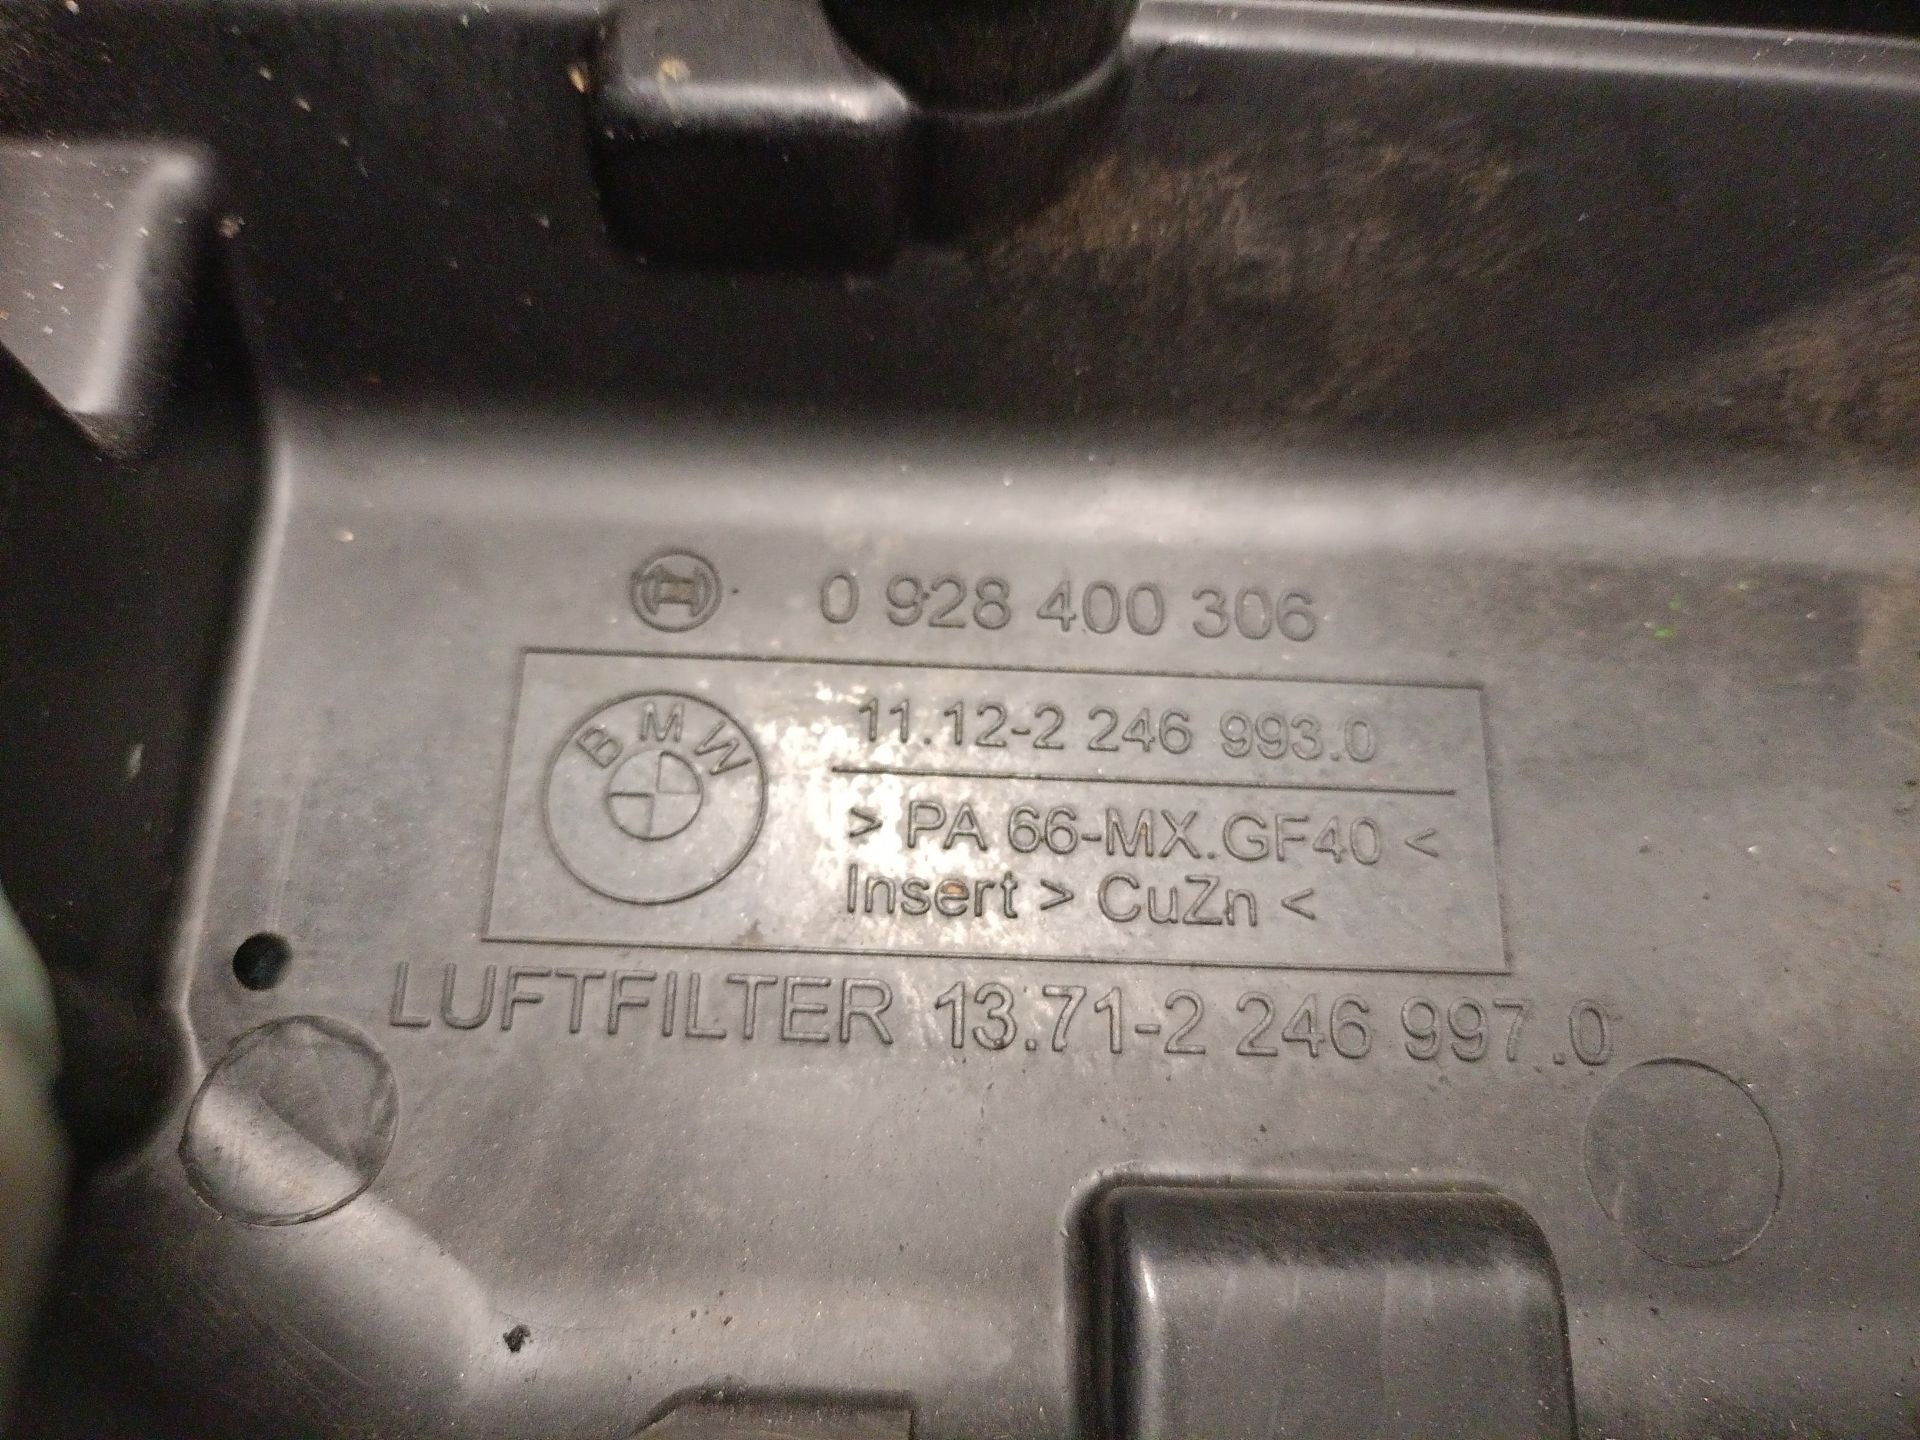 0 928 400 306
BMW
11.12-2 246 993.0
> PA 66-MX.GF40 <
Insert > CuZn <
LUFTFILTER 13.71-2 246 997.0